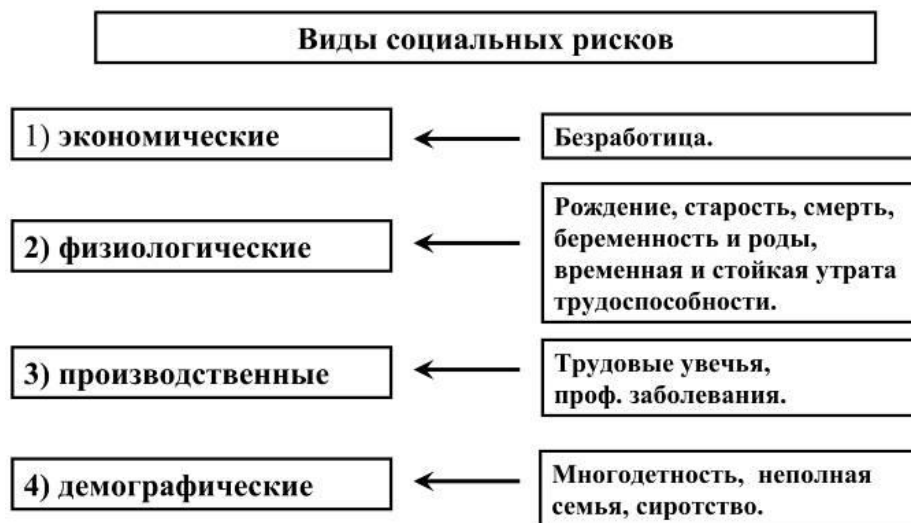 Виды социальных рисков
1) экономические
Безработица.
2) физиологические
Рождение, старость, смерть,
беременность и роды,
временная и стойкая утрата
трудоспособности.
3) производственные
Трудовые увечья,
проф. заболевания.
4) демографические
Многодетность, неполная
семья, сиротство.